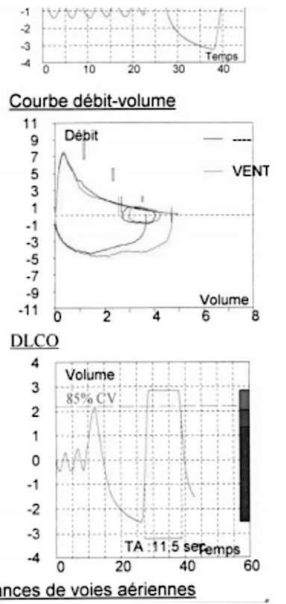 -1
-2
-3
-4
0 10 20 30 40
Temps
Courbe débit-volume
11
9
7
5
3
1
-1
-3
-5
-7
-9
-11
Débit
----
VENT
Volume
0 2 4 6 8
DLCO
4
3
2
1
0
-1
-2
-3
-4
Volume
85% CV
TA :11,5 sec
Temps
0 20 40 60
ances de voies aériennes